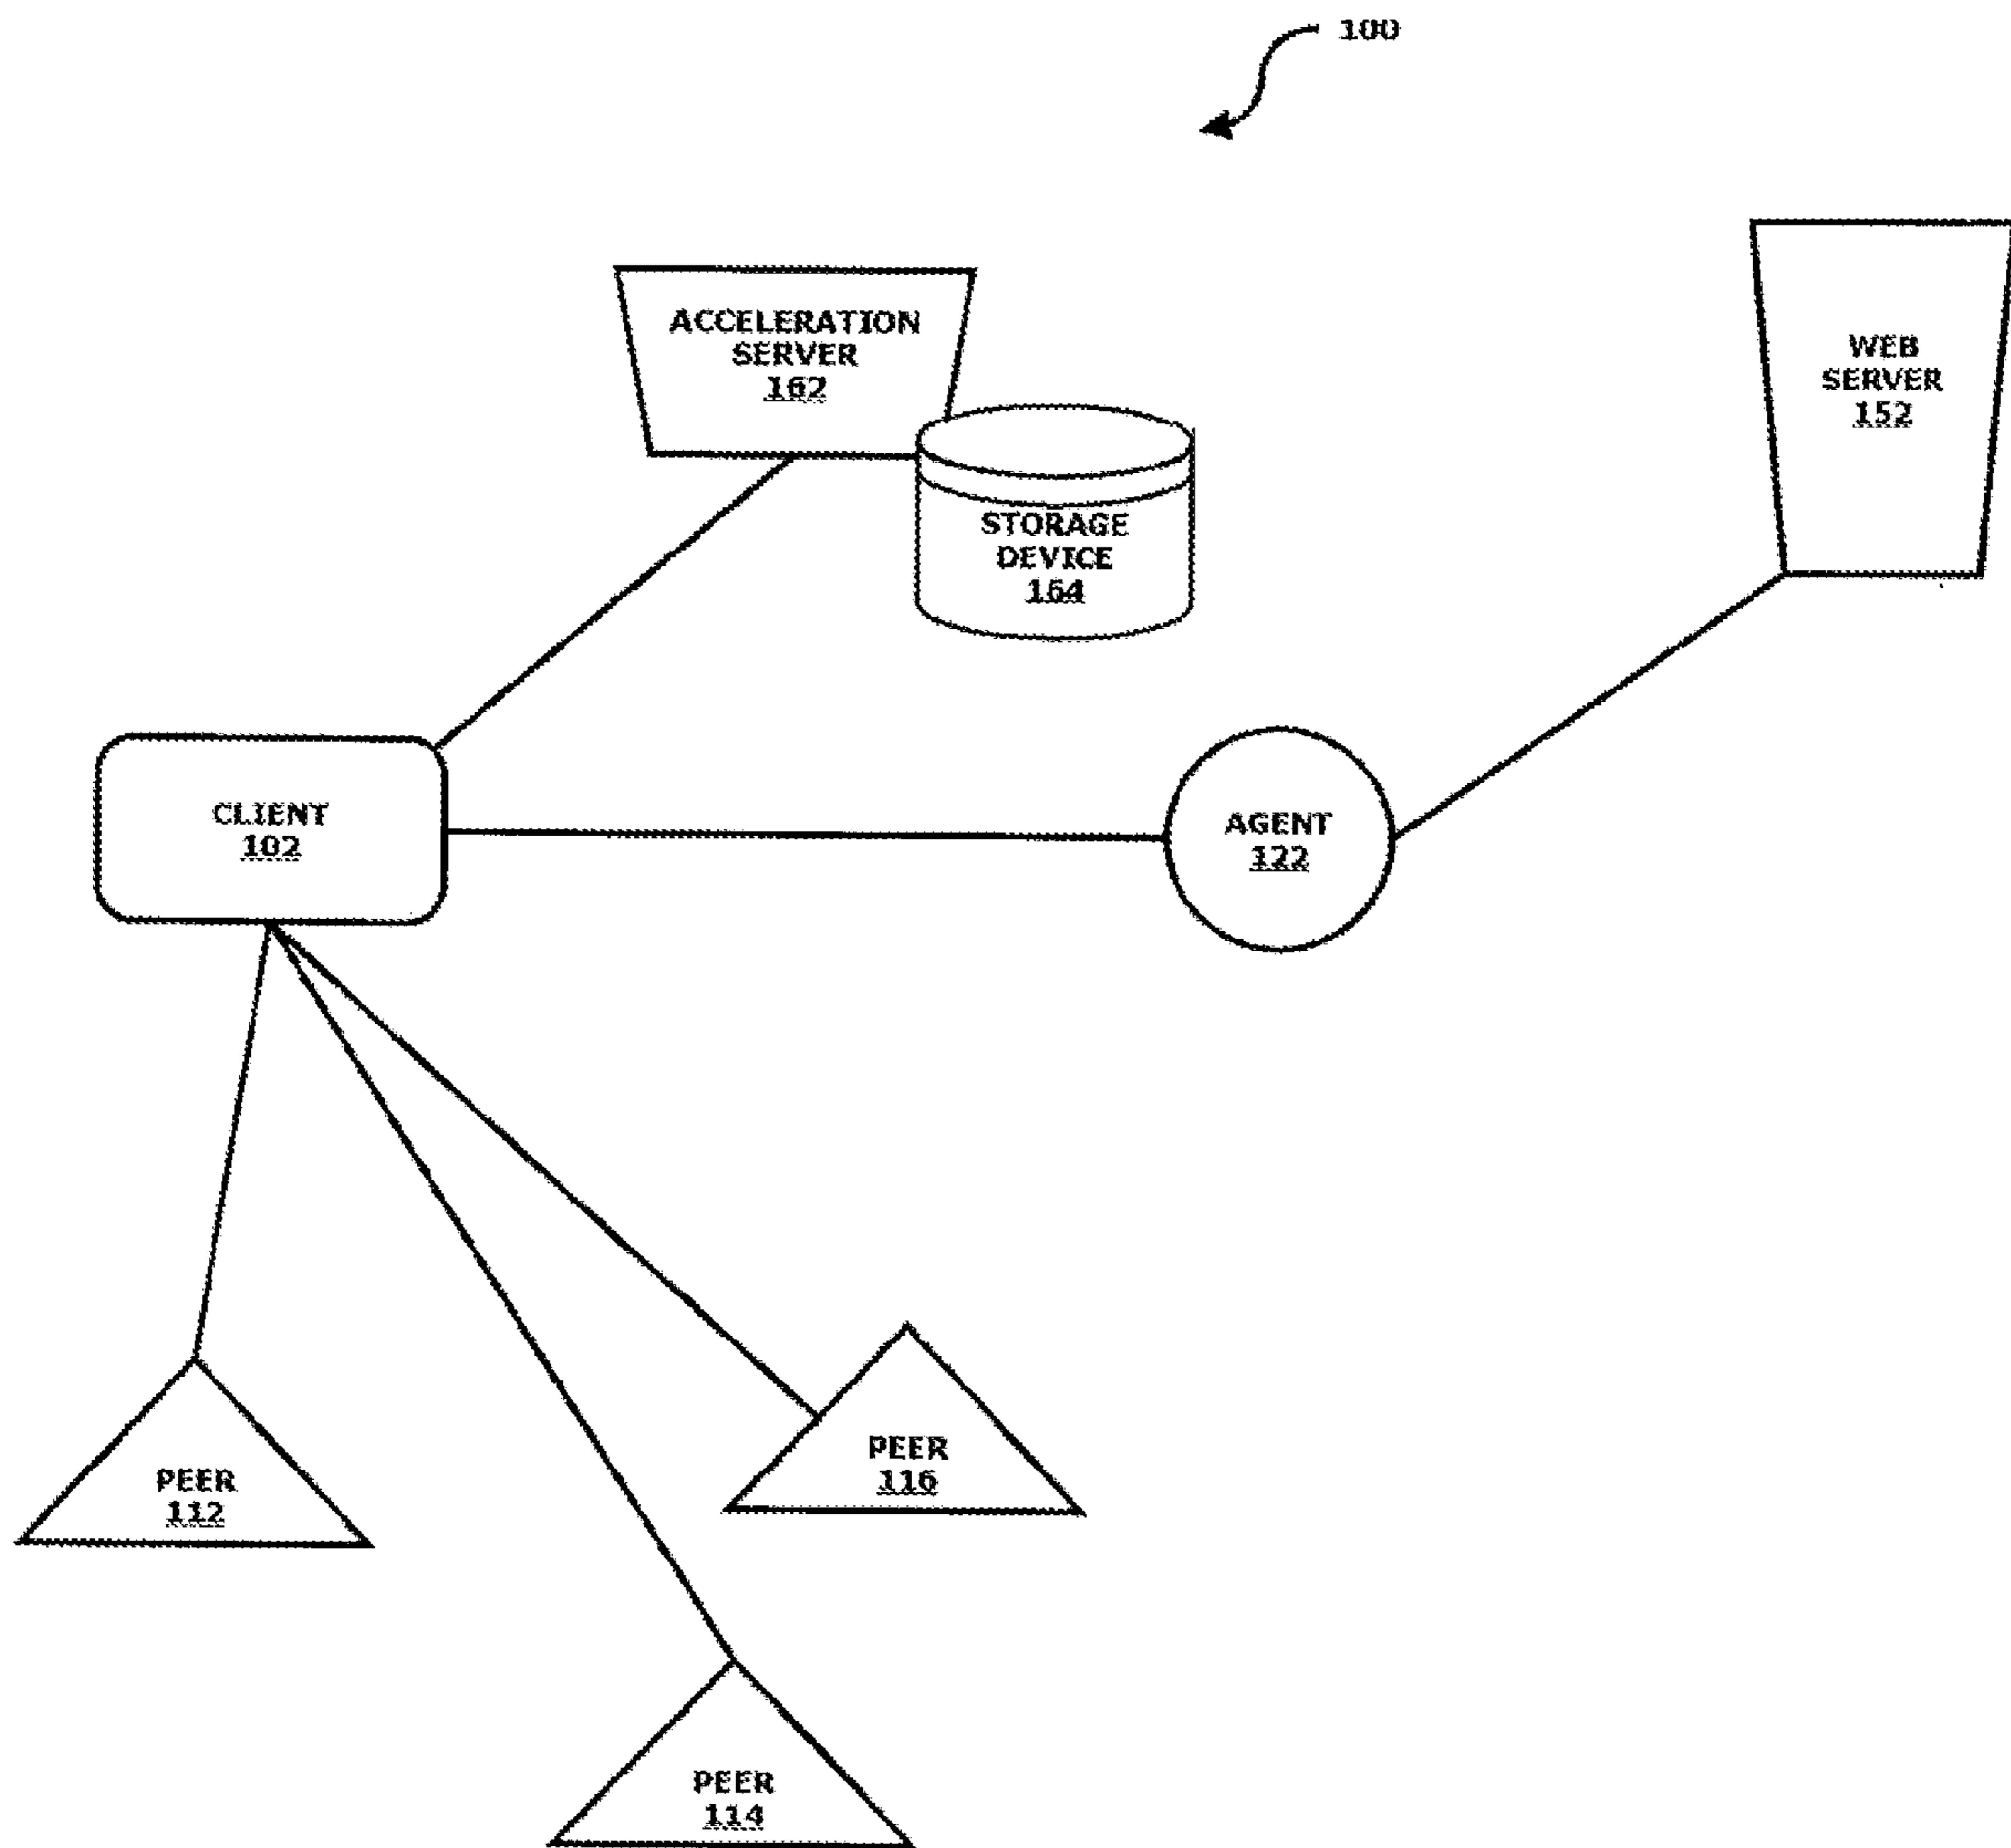 100
ACCELERATION
SERVER
162
WEB
SERVER
152
STORAGE
DEVICE
164
CLIENT
102
AGENT
122
PEER
116
PEER
112
PEER
114